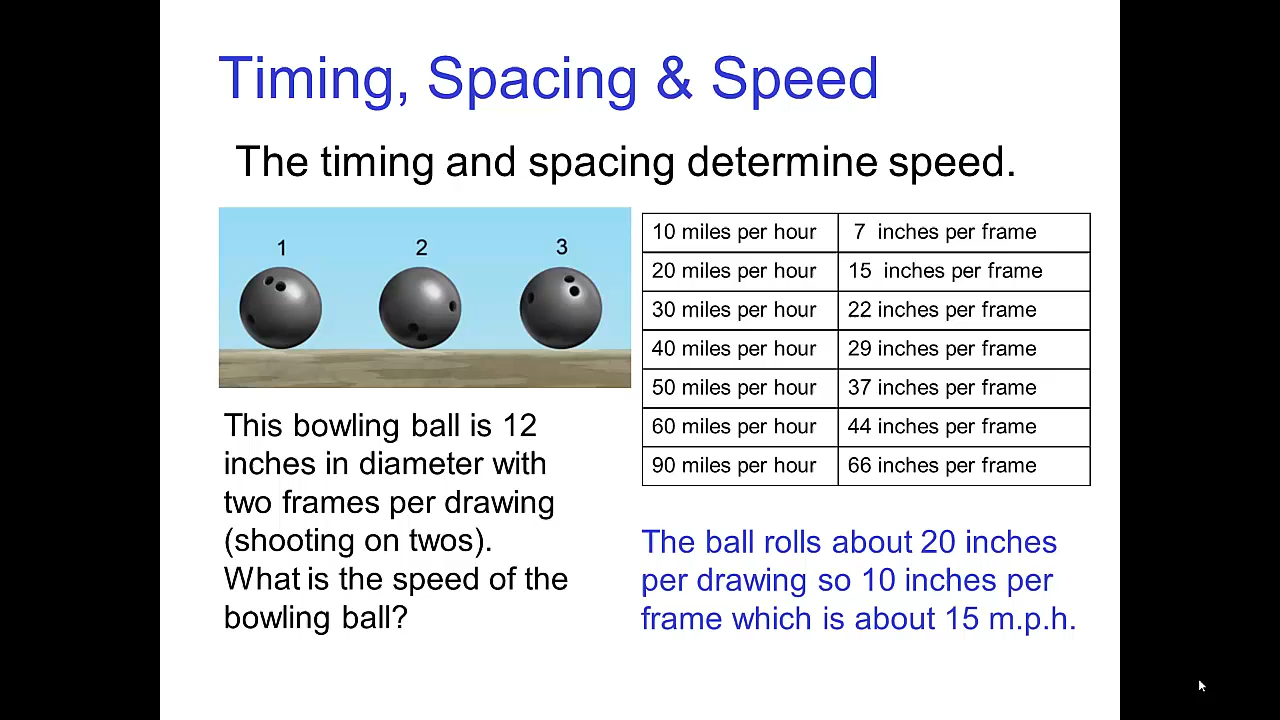 Timing, Spacing & Speed
The timing and spacing determine speed.
1 2 3
10 miles per hour 7 inches per frame
20 miles per hour 15 inches per frame
30 miles per hour 22 inches per frame
40 miles per hour 29 inches per frame
50 miles per hour 37 inches per frame
60 miles per hour 44 inches per frame
90 miles per hour 66 inches per frame
This bowling ball is 12
inches in diameter with
two frames per drawing
(shooting on twos).
What is the speed of the
bowling ball?
The ball rolls about 20 inches
per drawing so 10 inches per
frame which is about 15 m.p.h.